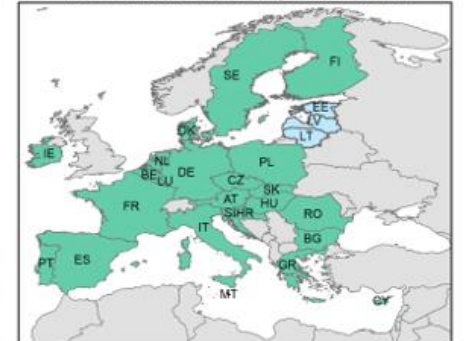 SE
FI
EE
LV
LT
DK
IE
NL
BE
LU
DE
PL
CZ
SK
AT
HU
FR
SI
HR
RO
IT
BG
PT
ES
GR
MT
CY